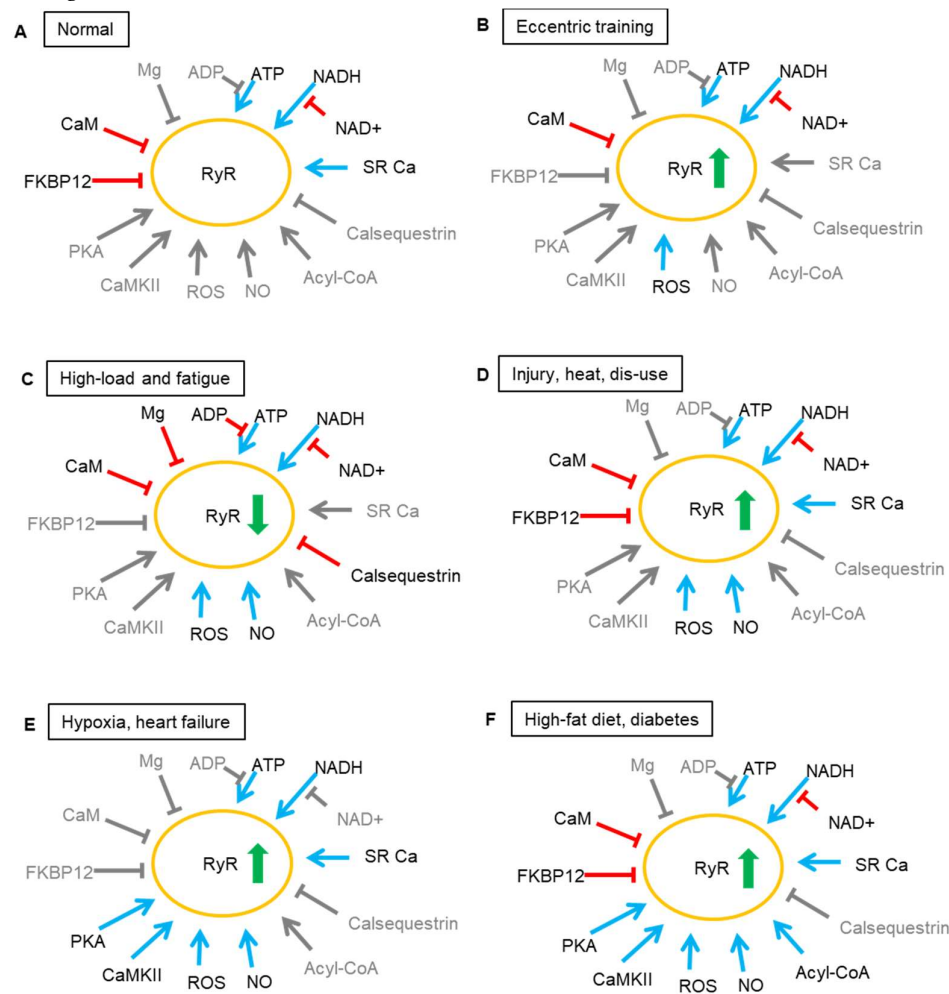 A Normal
Mg
ADP
ATP
NADH
NAD+
CaM
FKBP12
RyR
SR Ca
Calsequestrin
PKA
CaMKII
ROS
NO
Acyl-CoA
B Eccentric training
Mg
ADP
ATP
NADH
NAD+
CaM
FKBP12
RyR
SR Ca
Calsequestrin
PKA
CaMKII
ROS
NO
Acyl-CoA
C High-load and fatigue
Mg
ADP
ATP
NADH
NAD+
CaM
FKBP12
RyR
SR Ca
Calsequestrin
PKA
CaMKII
ROS
NO
Acyl-CoA
D Injury, heat, dis-use
Mg
ADP
ATP
NADH
NAD+
CaM
FKBP12
RyR
SR Ca
Calsequestrin
PKA
CaMKII
ROS
NO
Acyl-CoA
E Hypoxia, heart failure
Mg
ADP
ATP
NADH
NAD+
CaM
FKBP12
RyR
SR Ca
Calsequestrin
PKA
CaMKII
ROS
NO
Acyl-CoA
F High-fat diet, diabetes
Mg
ADP
ATP
NADH
NAD+
CaM
FKBP12
RyR
SR Ca
Calsequestrin
PKA
CaMKII
ROS
NO
Acyl-CoA